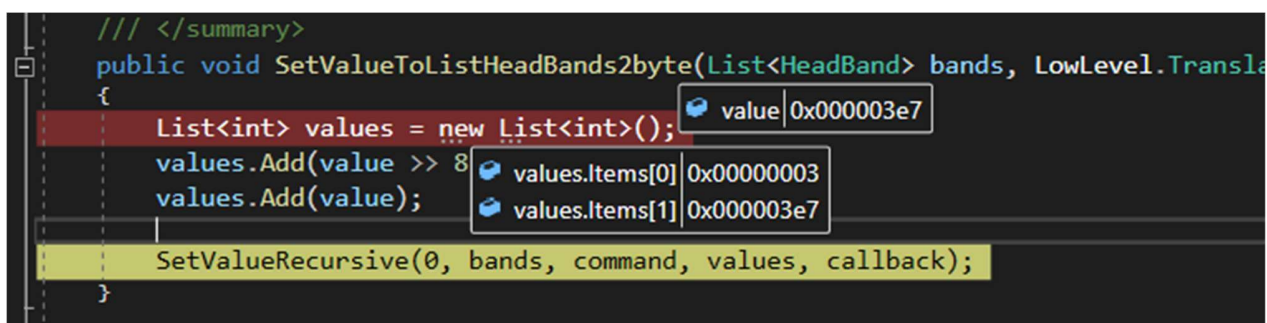 /// </summary>
public void SetValueToListHeadBands2byte(List<HeadBand> bands, LowLevel.Transla
{
value 0x000003e7
List<int> values = new List<int>();
values.Add(value >> 8
values.Items[0] 0x00000003
values.Add(value);
values.Items[1] 0x000003e7
SetValueRecursive(0, bands, command, values, callback);
}